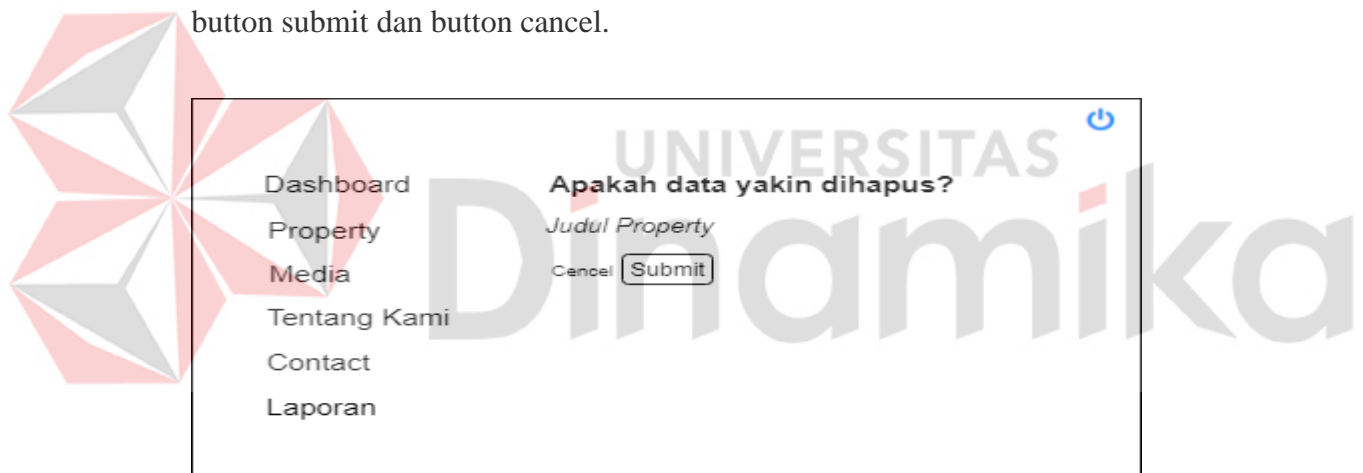 button submit dan button cancel.
UNIVERSITAS
Dinamika
Dashboard
Property
Media
Tentang Kami
Contact
Laporan
Apakah data yakin dihapus?
Judul Property
Cencel Submit